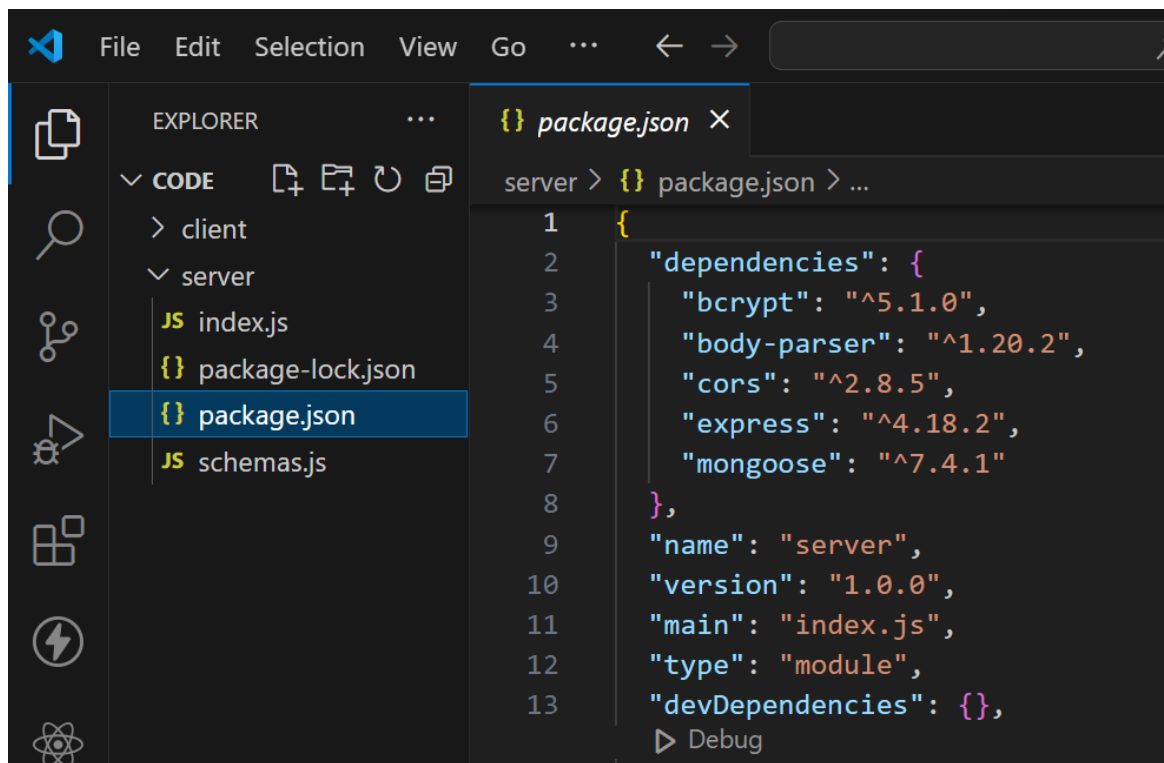 File Edit Selection View Go ...
EXPLORER ...
CODE
client
server
JS index.js
{} package-lock.json
{} package.json
JS schemas.js
{} package.json
server > {} package.json > ...
1 {
2 "dependencies": {
3 "bcrypt": "^5.1.0",
4 "body-parser": "^1.20.2",
5 "cors": "^2.8.5",
6 "express": "^4.18.2",
7 "mongoose": "^7.4.1"
8 },
9 "name": "server",
10 "version": "1.0.0",
11 "main": "index.js",
12 "type": "module",
13 "devDependencies": {},
Debug